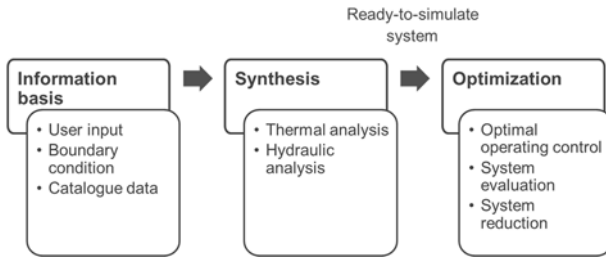 Ready-to-simulate
system
Information
basis
• User input
• Boundary
condition
• Catalogue data
Synthesis
• Thermal analysis
• Hydraulic
analysis
Optimization
• Optimal
operating control
• System
evaluation
• System
reduction